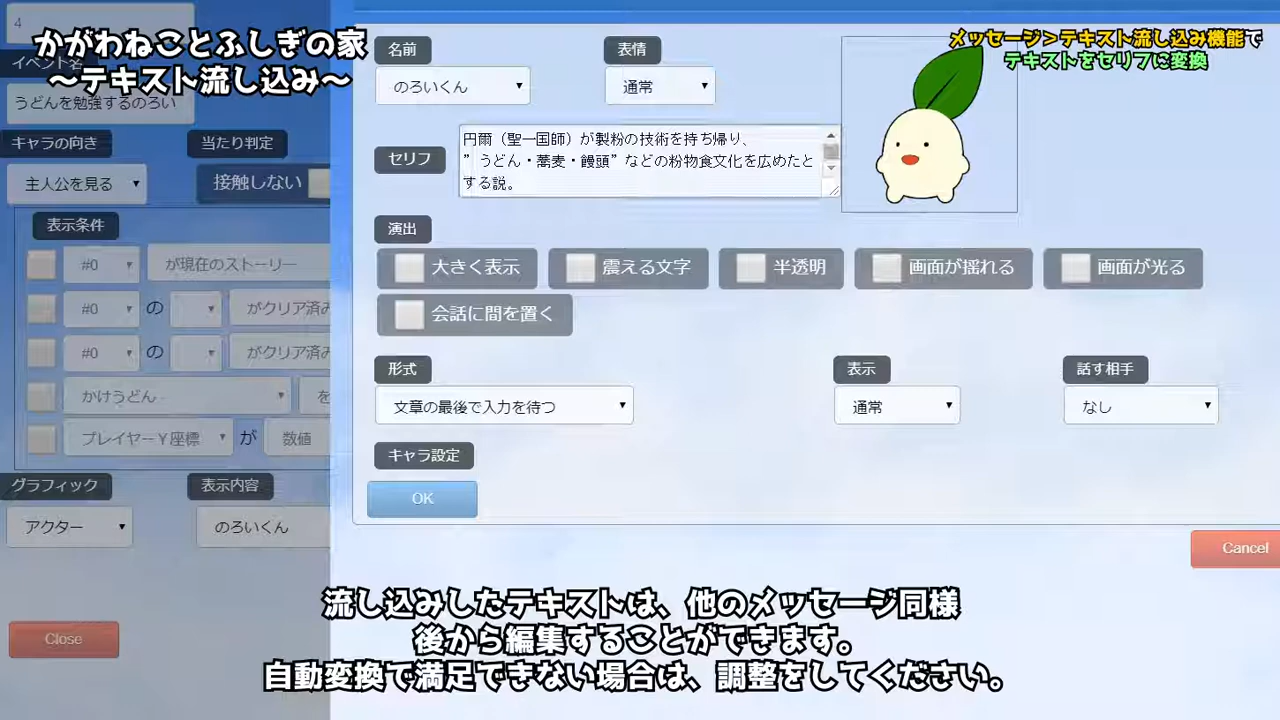 4
かがわねことふしぎの家
～テキスト流し込み～
イベント名
うどんを勉強するのろい
キャラの向き
当たり判定
主人公を見る
接触しない
表示条件
#0
が現在のストーリー
#0
の
がクリア済み
#0
の
がクリア済み
かけうどん
を
プレイヤーＹ座標
が
数値
グラフィック
表示内容
アクター
のろいくん
Close
メッセージ>テキスト流し込み機能で
テキストをセリフに変換
名前
表情
のろいくん
通常
セリフ
円爾（聖一国師）が製粉の技術を持ち帰り、
”うどん・蕎麦・饅頭”などの粉物食文化を広めたと
する説。
演出
大きく表示
震える文字
半透明
画面が揺れる
画面が光る
会話に間を置く
形式
表示
話す相手
文章の最後で入力を待つ
通常
なし
キャラ設定
OK
Cancel
流し込みしたテキストは、他のメッセージ同様
後から編集することができます。
自動変換で満足できない場合は、調整をしてください。